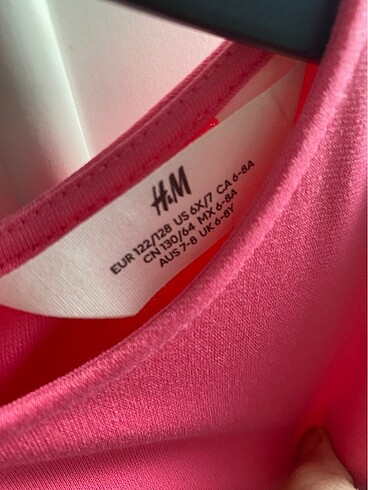 H&M
EUR 122/128 US 6X/7 CA 6-8A
CN 130/64 MX 6-8A
AUS 7-8 UK 6-8Y